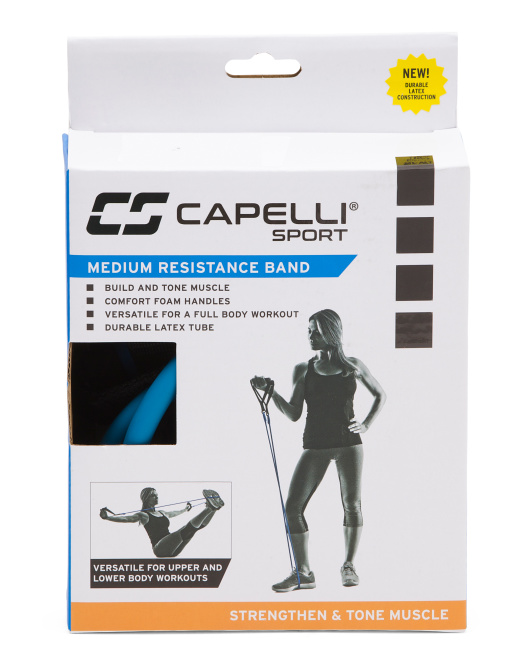 NEW!
DURABLE
LATEX
CONSTRUCTION
CS CAPELLI®
SPORT
MEDIUM RESISTANCE BAND
BUILD AND TONE MUSCLE
COMFORT FOAM HANDLES
VERSATILE FOR A FULL BODY WORKOUT
DURABLE LATEX TUBE
VERSATILE FOR UPPER AND
LOWER BODY WORKOUTS
STRENGTHEN & TONE MUSCLE